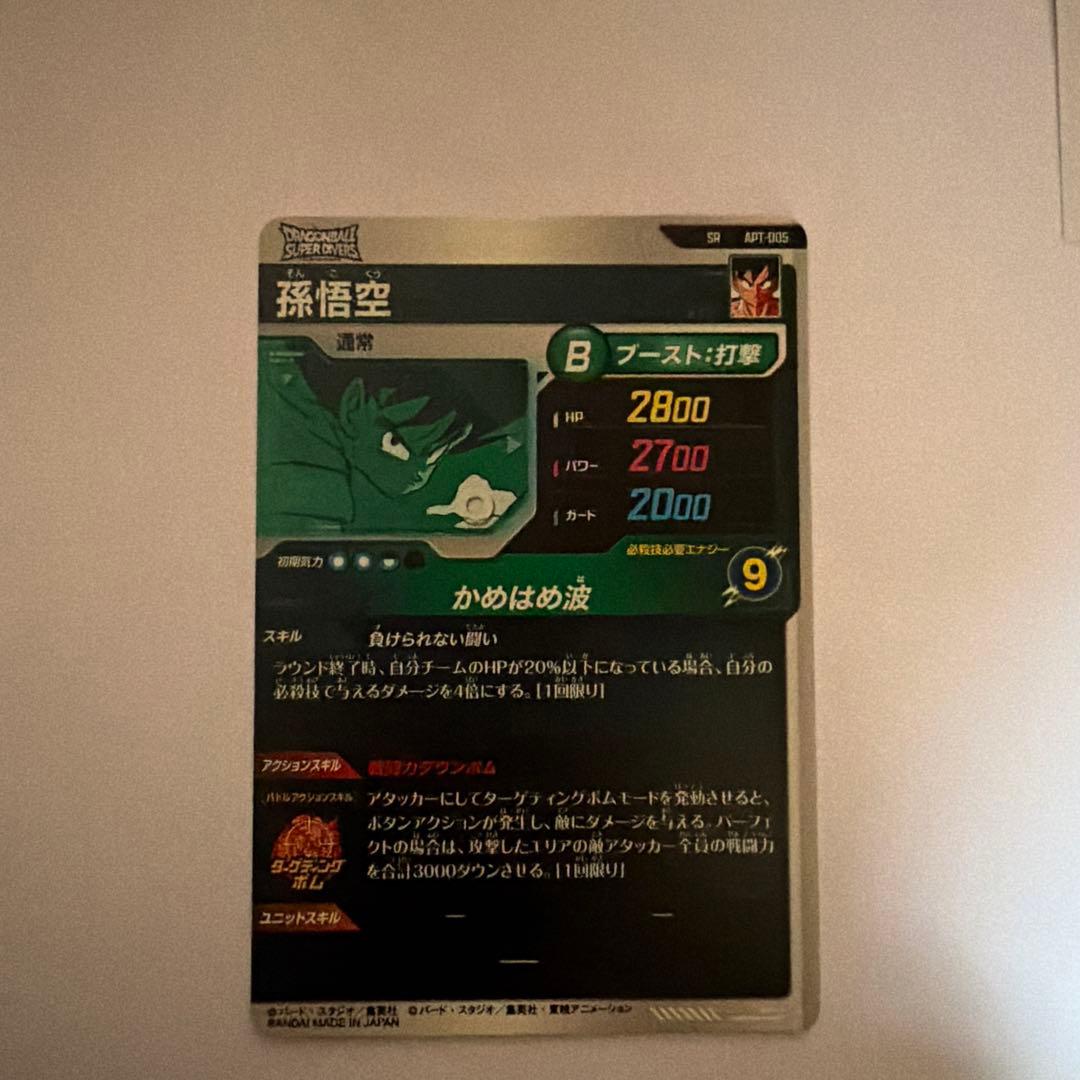 DRAGONBALL
SUPER DIVERS
SR APT-005
そん ご くう
孫悟空
通常
B ブースト：打撃
HP 2800
パワー 2700
ガード 2000
初期気力
必殺技必要エナジー
9
は
かめはめ波
スキル 負けられない闘い
ラウンド終了時、自分チームのHPが20%以下になっている場合、自分の
必殺技で与えるダメージを4倍にする。[1回限り]
アクションスキル 戦闘力ダウンボム
バトルアクションスキル
アタッカーにしてターゲティングボムモードを発動させると、
ボタンアクションが発生し、敵にダメージを与える。パーフェ
クトの場合は、攻撃したエリアの敵アタッカー全員の戦闘力
を合計3000ダウンさせる。[1回限り]
ターゲティング
ボム
ユニットスキル ー ー
ー
©バード・スタジオ／集英社 ©バード・スタジオ／集英社・東映アニメーション
BANDAI MADE IN JAPAN